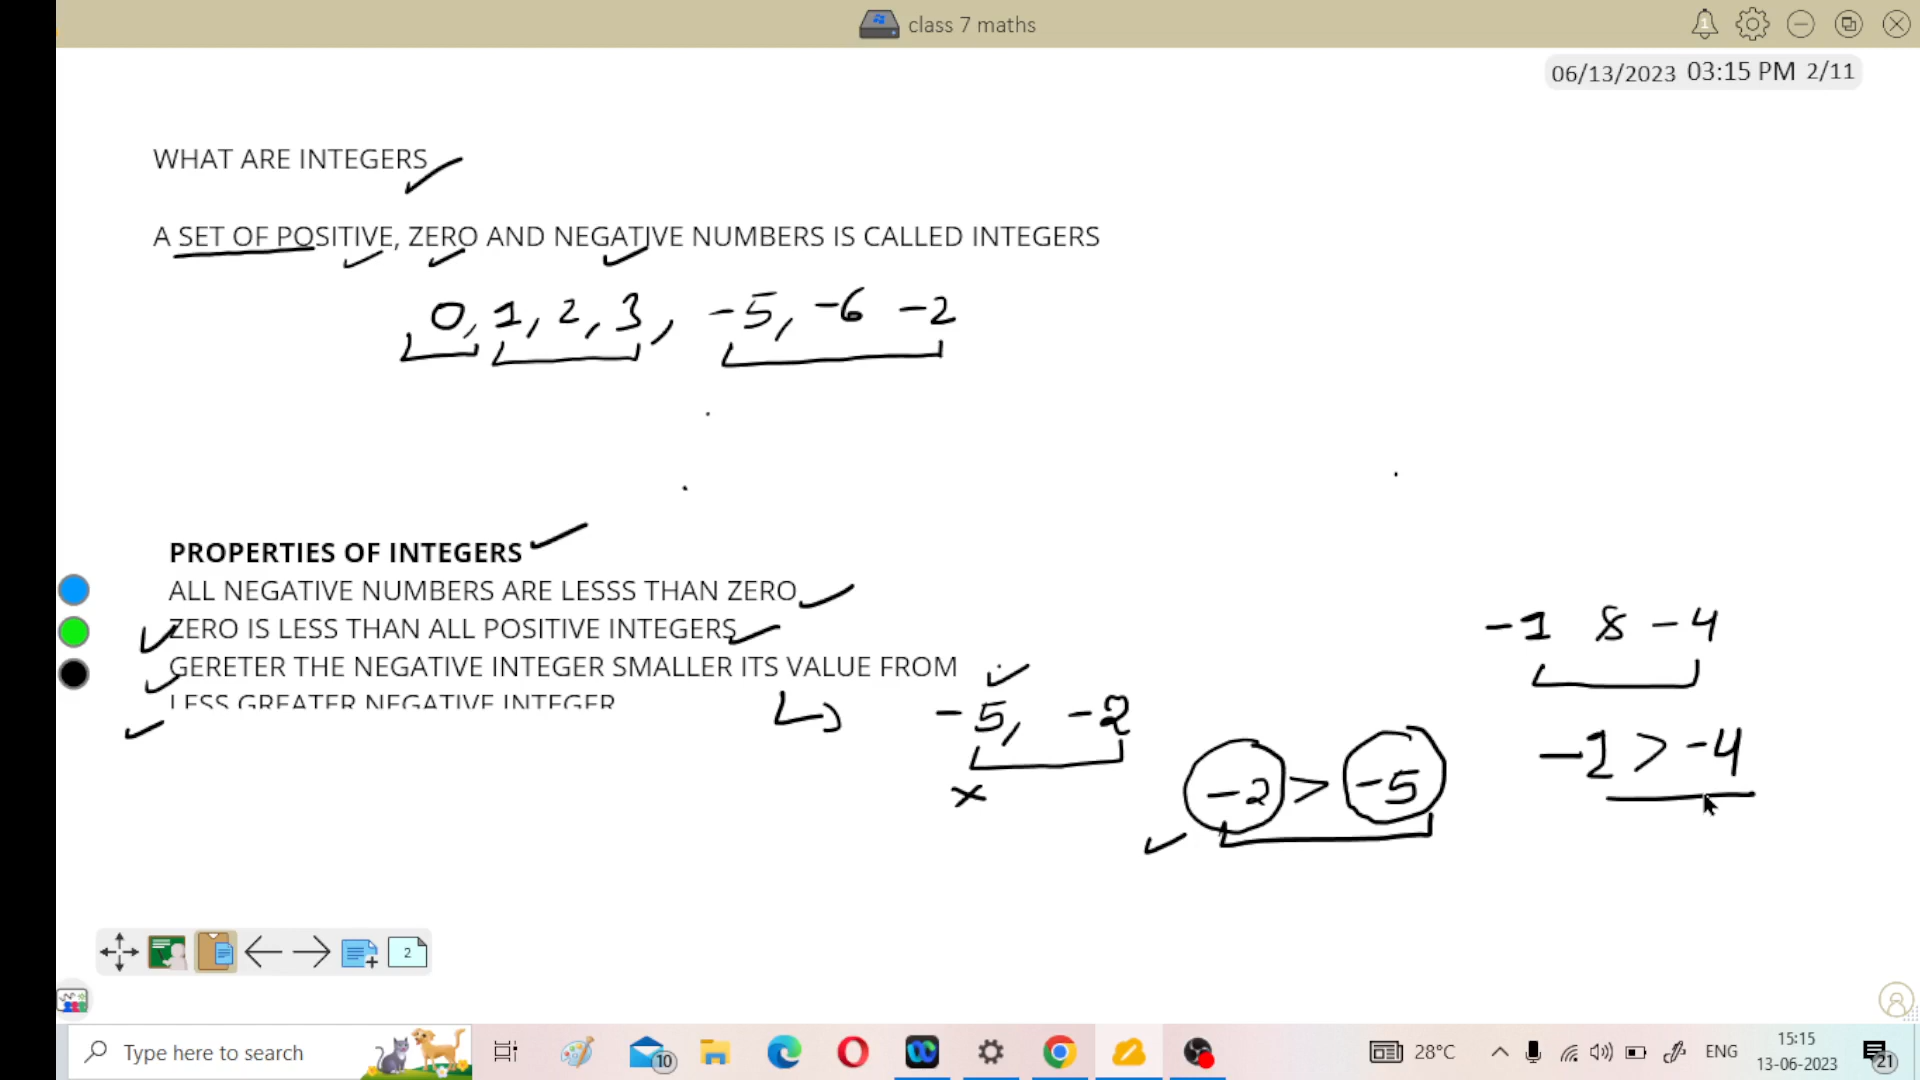 class 7 maths
1
06/13/2023 03:15 PM 2/11
WHAT ARE INTEGERS
A SET OF POSITIVE, ZERO AND NEGATIVE NUMBERS IS CALLED INTEGERS
0, 1, 2, 3, -5, -6 -2
PROPERTIES OF INTEGERS
ALL NEGATIVE NUMBERS ARE LESSS THAN ZERO
ZERO IS LESS THAN ALL POSITIVE INTEGERS
GERETER THE NEGATIVE INTEGER SMALLER ITS VALUE FROM
LESS GREATER NEGATIVE INTEGER
-5, -2
-2 > -5
-1 & -4
-1 > -4
2
Type here to search
10
28°C
ENG
15:15
13-06-2023
21